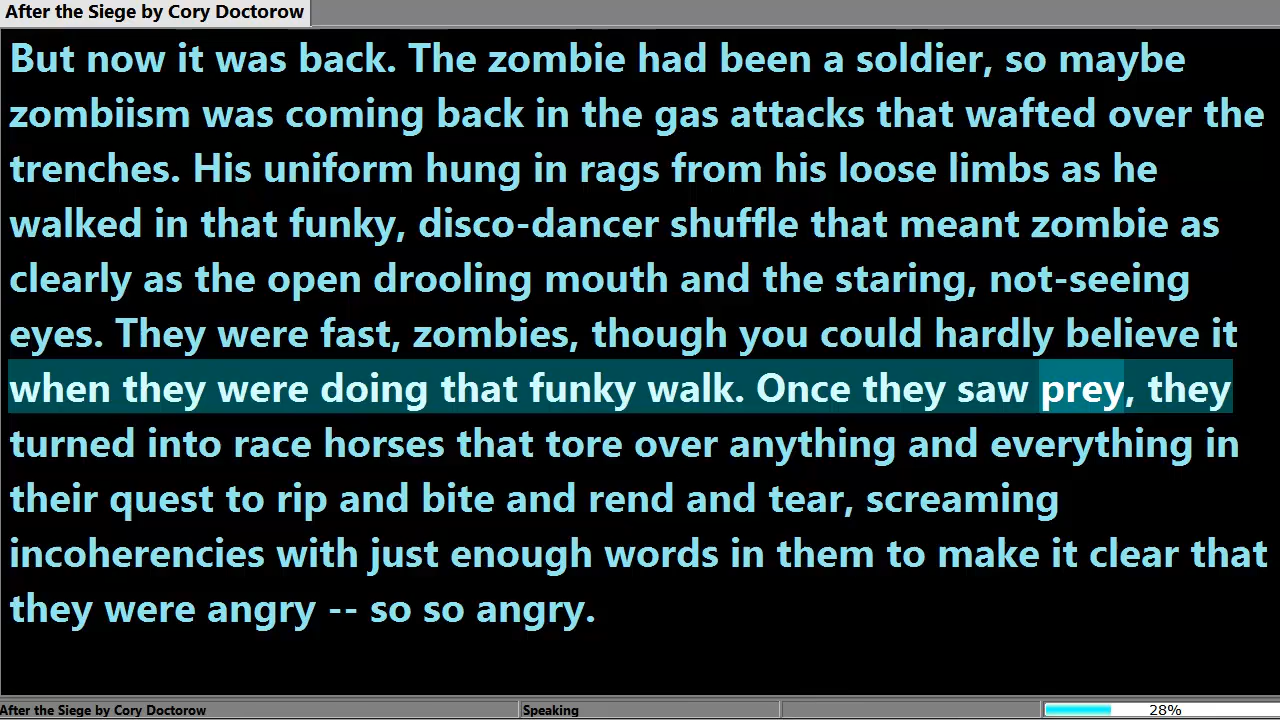 After the Siege by Cory Doctorow
But now it was back. The zombie had been a soldier, so maybe
zombiism was coming back in the gas attacks that wafted over the
trenches. His uniform hung in rags from his loose limbs as he
walked in that funky, disco-dancer shuffle that meant zombie as
clearly as the open drooling mouth and the staring, not-seeing
eyes. They were fast, zombies, though you could hardly believe it
when they were doing that funky walk. Once they saw prey, they
turned into race horses that tore over anything and everything in
their quest to rip and bite and rend and tear, screaming
incoherencies with just enough words in them to make it clear that
they were angry -- so so angry.
After the Siege by Cory Doctorow Speaking 28%